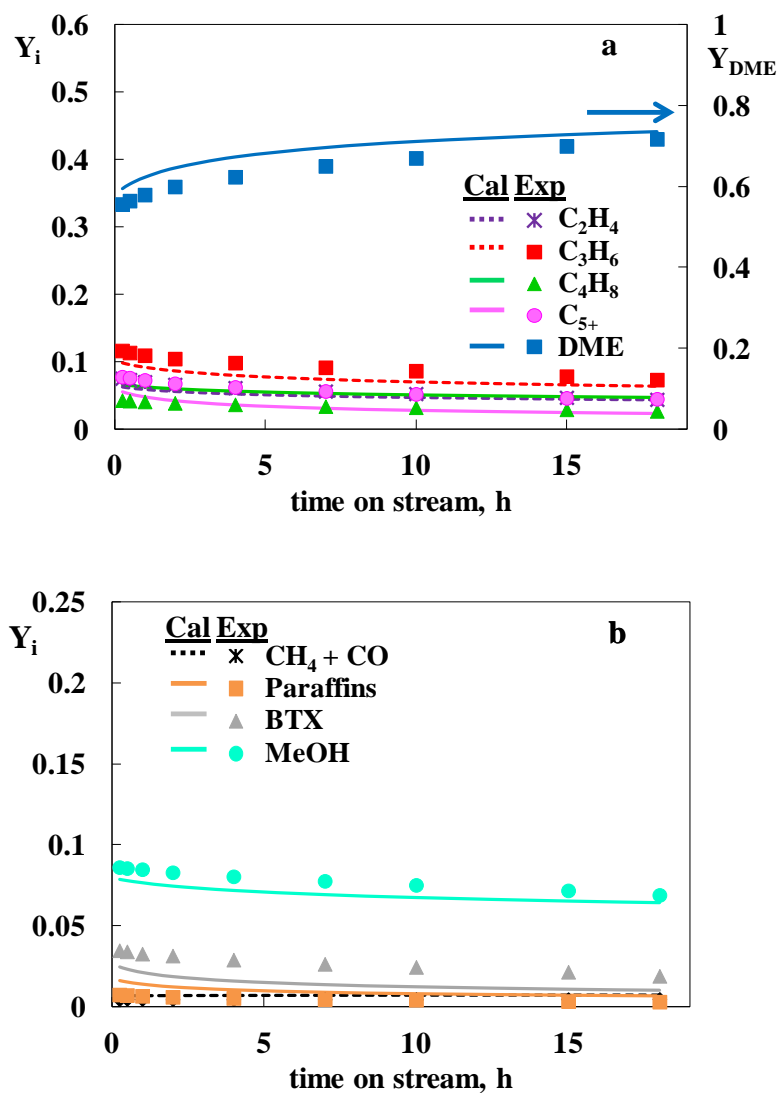 0.6
0.5
0.4
0.3
0.2
0.1
0
Y_i
a
1
0.8
0.6
0.4
0.2
0
Y_DME
Cal Exp
C₂H₄
C₃H₆
C₄H₈
C₅₊
DME
0 5 10 15
time on stream, h
0.25
0.2
0.15
0.1
0.05
0
Y_i
b
Cal Exp
CH₄ + CO
Paraffins
BTX
MeOH
0 5 10 15
time on stream, h